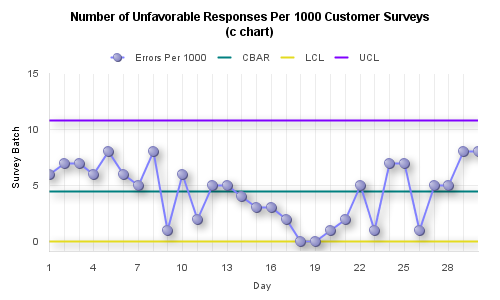 Number of Unfavorable Responses Per 1000 Customer Surveys
(c chart)
Errors Per 1000 CBAR LCL UCL
15
10
5
0
Survey Batch
1 4 7 10 13 16 19 22 25 28
Day